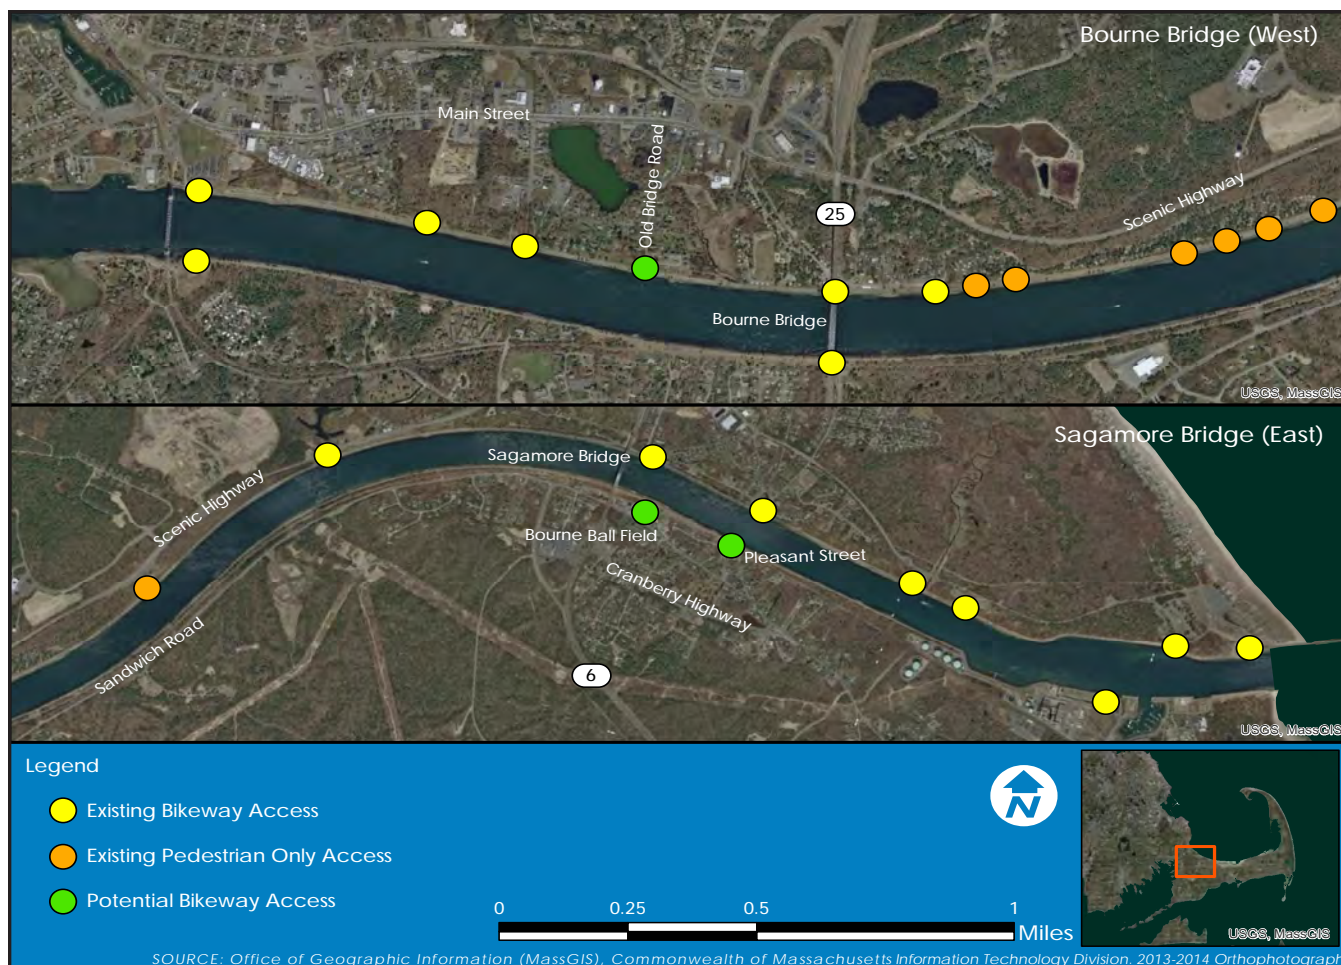 Bourne Bridge (West)
Main Street
Old Bridge Road
25
Scenic Highway
Bourne Bridge
USGS, MassGIS
Sagamore Bridge (East)
Sagamore Bridge
Scenic Highway
Bourne Ball Field
Pleasant Street
Cranberry Highway
Sandwich Road
6
USGS, MassGIS
Legend
Existing Bikeway Access
Existing Pedestrian Only Access
Potential Bikeway Access
N
0 0.25 0.5 1
Miles
USGS, MassGIS
SOURCE: Office of Geographic Information (MassGIS), Commonwealth of Massachusetts Information Technology Division. 2013-2014 Orthophotograph